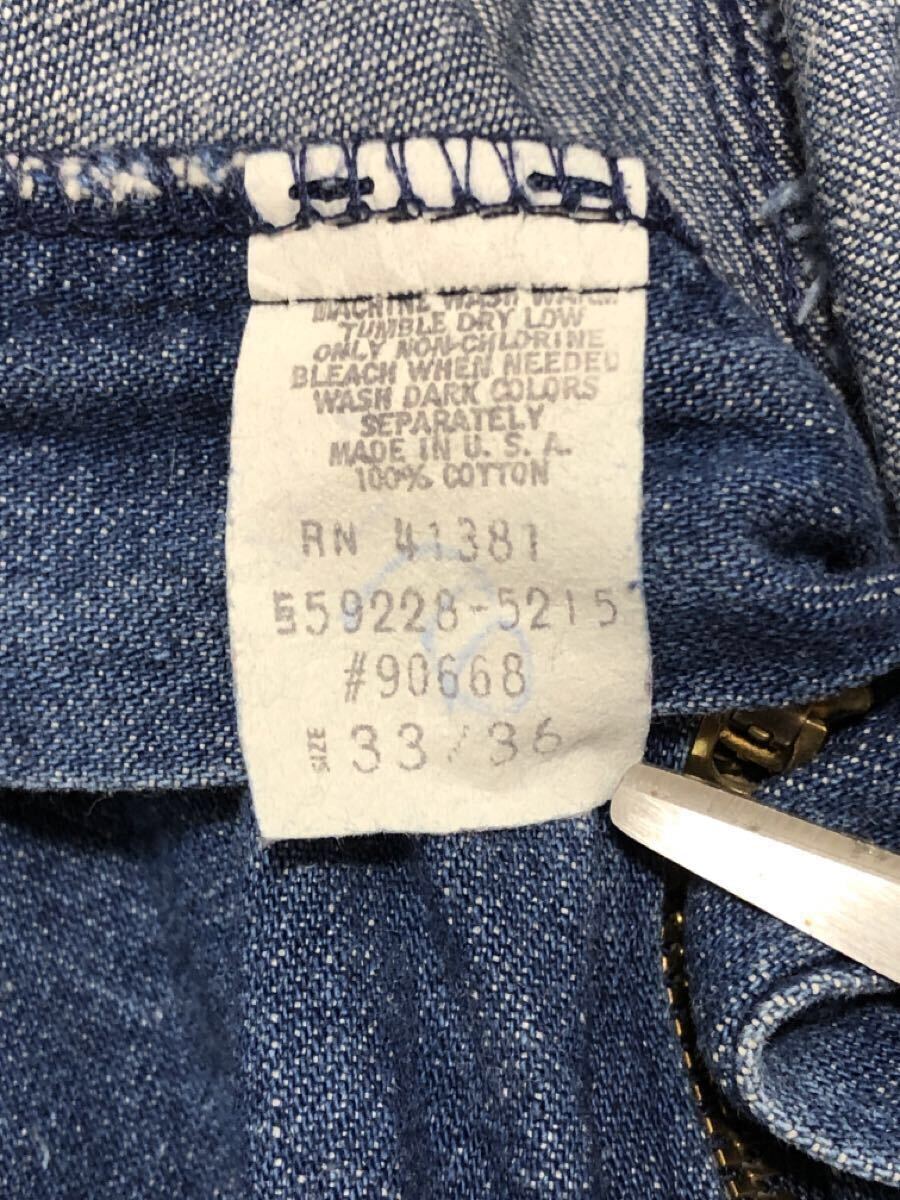 MACHINE WASH WARM
TUMBLE DRY LOW
ONLY NON-CHLORINE
BLEACH WHEN NEEDED
WASH DARK COLORS
SEPARATELY
MADE IN U.S.A.
100% COTTON
RN 41381
559228-5215
#90668
SIZE 33/36